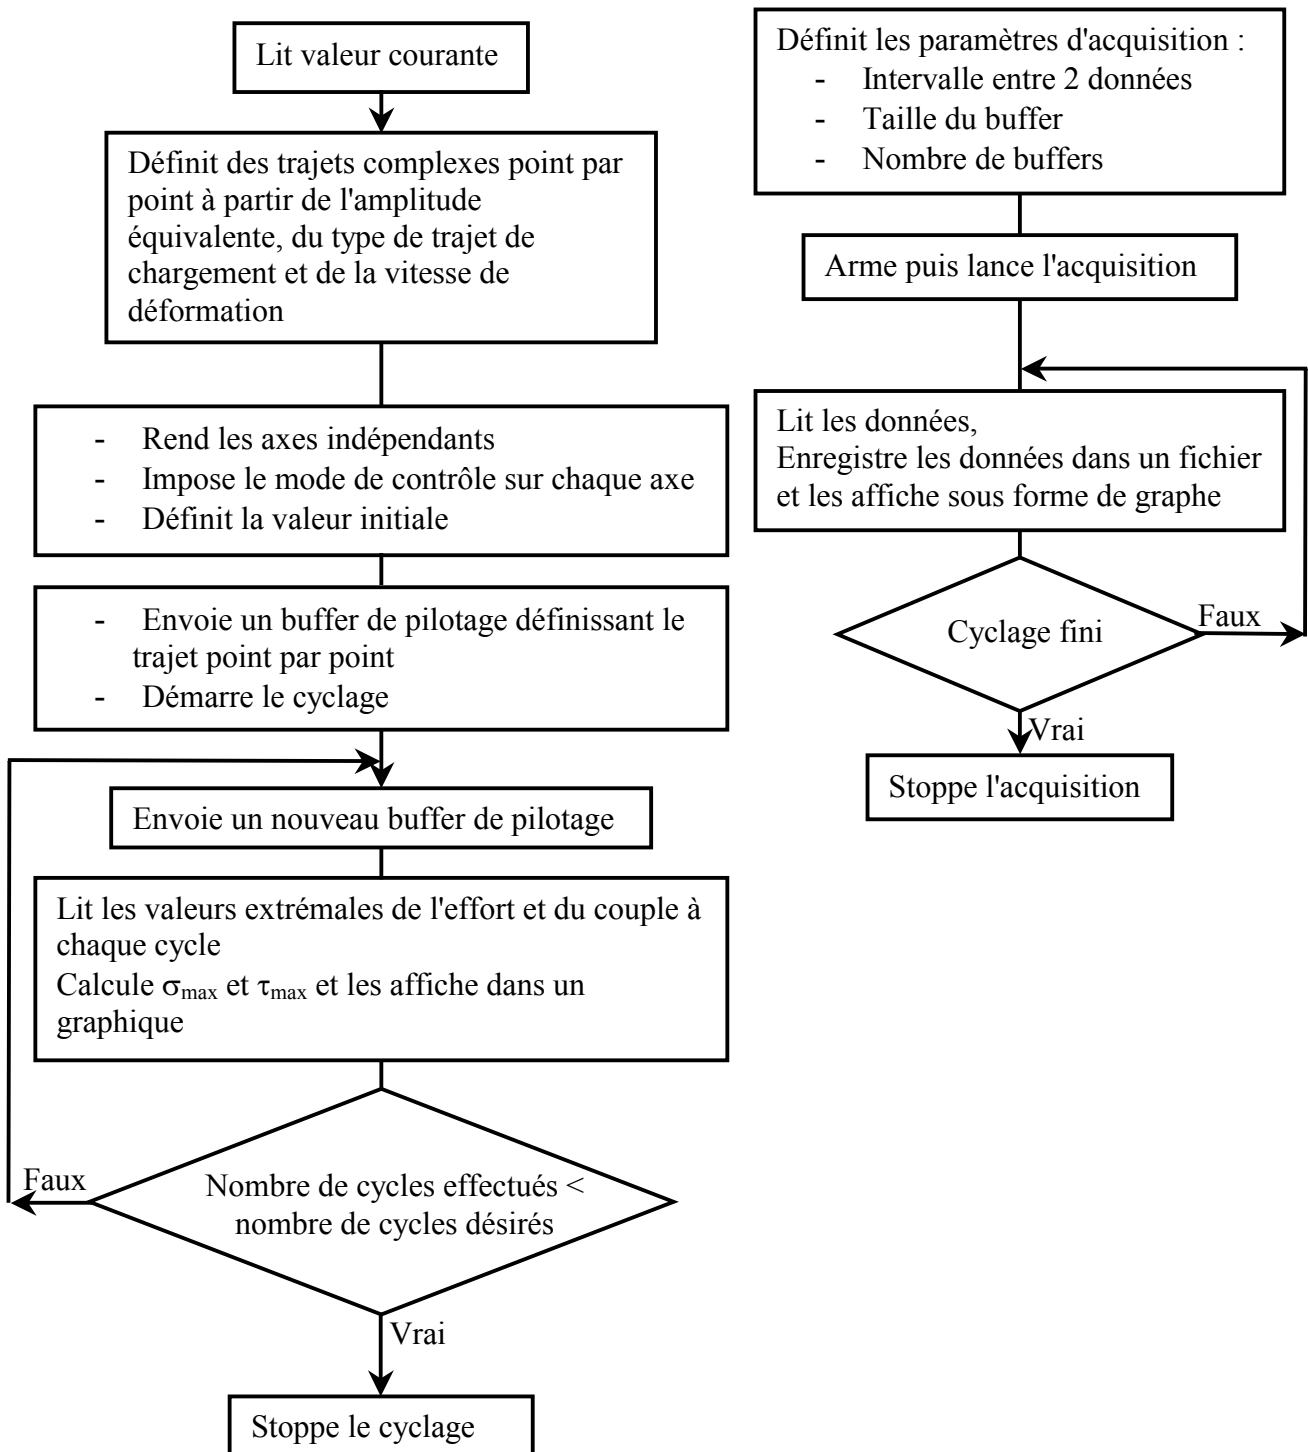 Lit valeur courante
Définit des trajets complexes point par
point à partir de l'amplitude
équivalente, du type de trajet de
chargement et de la vitesse de
déformation
- Rend les axes indépendants
- Impose le mode de contrôle sur chaque axe
- Définit la valeur initiale
- Envoie un buffer de pilotage définissant le
trajet point par point
- Démarre le cyclage
Envoie un nouveau buffer de pilotage
Lit les valeurs extrémales de l'effort et du couple à
chaque cycle
Calcule σmax et τmax et les affiche dans un
graphique
Faux
Nombre de cycles effectués <
nombre de cycles désirés
Vrai
Stoppe le cyclage
Définit les paramètres d'acquisition :
- Intervalle entre 2 données
- Taille du buffer
- Nombre de buffers
Arme puis lance l'acquisition
Lit les données,
Enregistre les données dans un fichier
et les affiche sous forme de graphe
Cyclage fini
Faux
Vrai
Stoppe l'acquisition